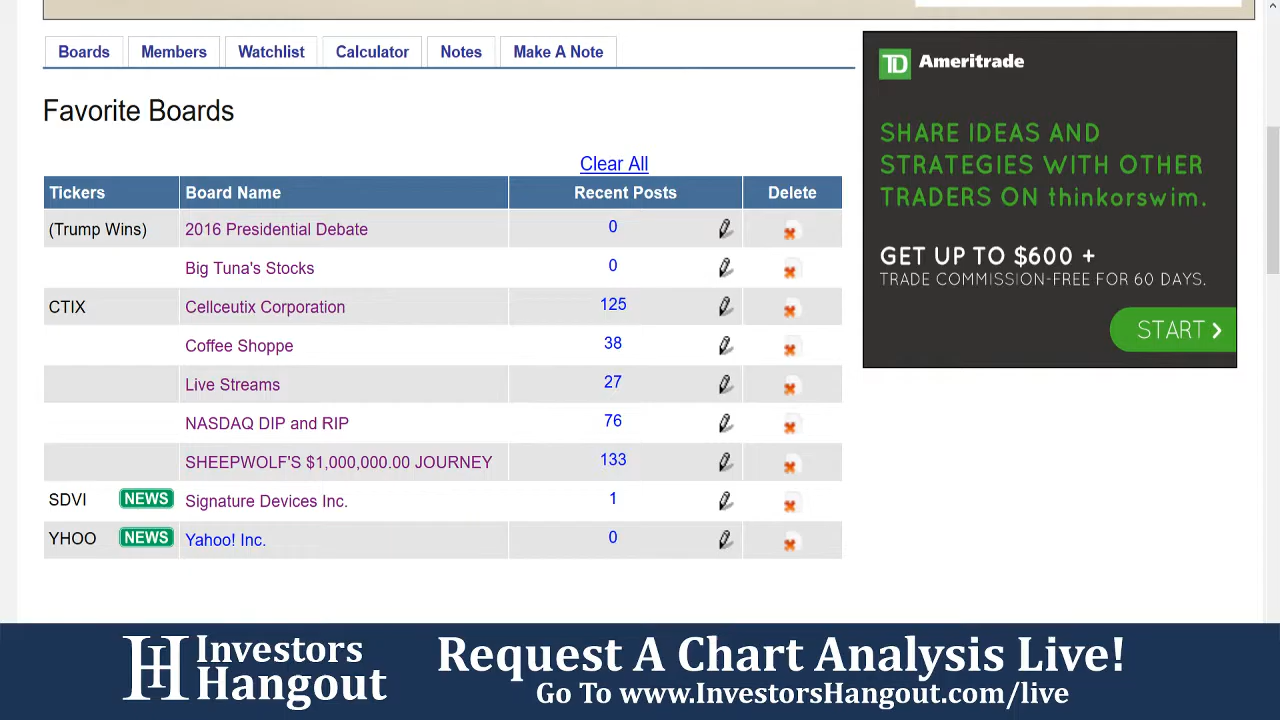 Boards Members Watchlist Calculator Notes Make A Note
Favorite Boards
Clear All
Tickers Board Name Recent Posts Delete
(Trump Wins) 2016 Presidential Debate 0
Big Tuna's Stocks 0
CTIX Cellceutix Corporation 125
Coffee Shoppe 38
Live Streams 27
NASDAQ DIP and RIP 76
SHEEPWOLF'S $1,000,000.00 JOURNEY 133
SDVI NEWS Signature Devices Inc. 1
YHOO NEWS Yahoo! Inc. 0
TD Ameritrade
SHARE IDEAS AND
STRATEGIES WITH OTHER
TRADERS ON thinkorswim.
GET UP TO $600 +
TRADE COMMISSION-FREE FOR 60 DAYS.
START
IH Investors
Hangout
Request A Chart Analysis Live!
Go To www.InvestorsHangout.com/live